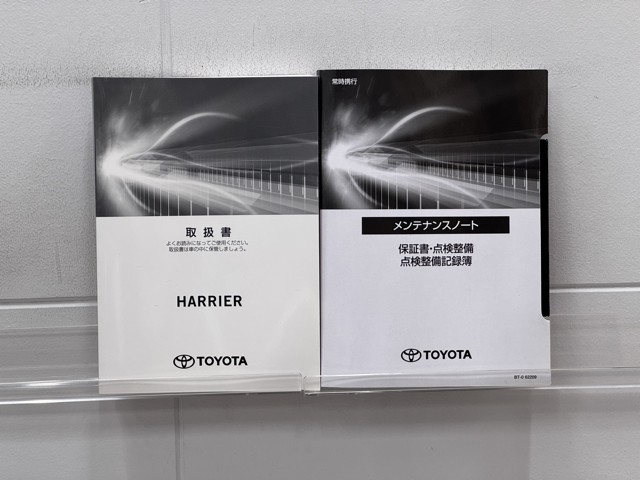 取扱書
よくお読みになってご使用ください。
取扱書は車の中に保管しましょう。
HARRIER
TOYOTA
常時携行
メンテナンスノート
保証書・点検整備
点検整備記録簿
TOYOTA